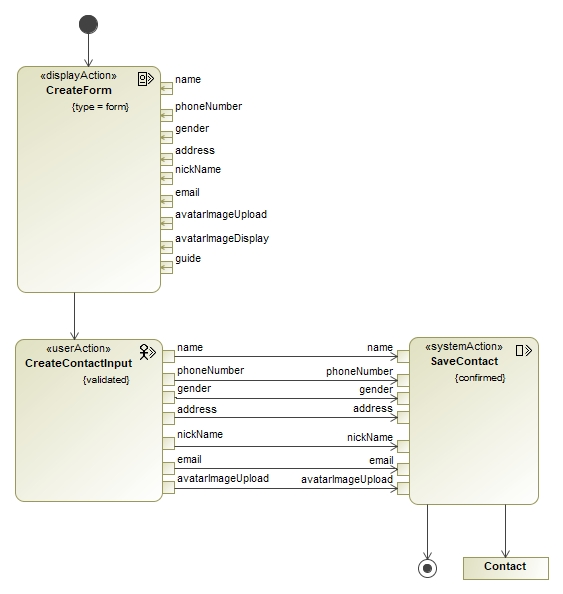 «displayAction»
CreateForm
{type = form}
name
phoneNumber
gender
address
nickName
email
avatarImageUpload
avatarImageDisplay
guide
«userAction»
CreateContactInput
{validated}
name
phoneNumber
gender
address
nickName
email
avatarImageUpload
name
phoneNumber
gender
address
nickName
email
avatarImageUpload
«systemAction»
SaveContact
{confirmed}
Contact